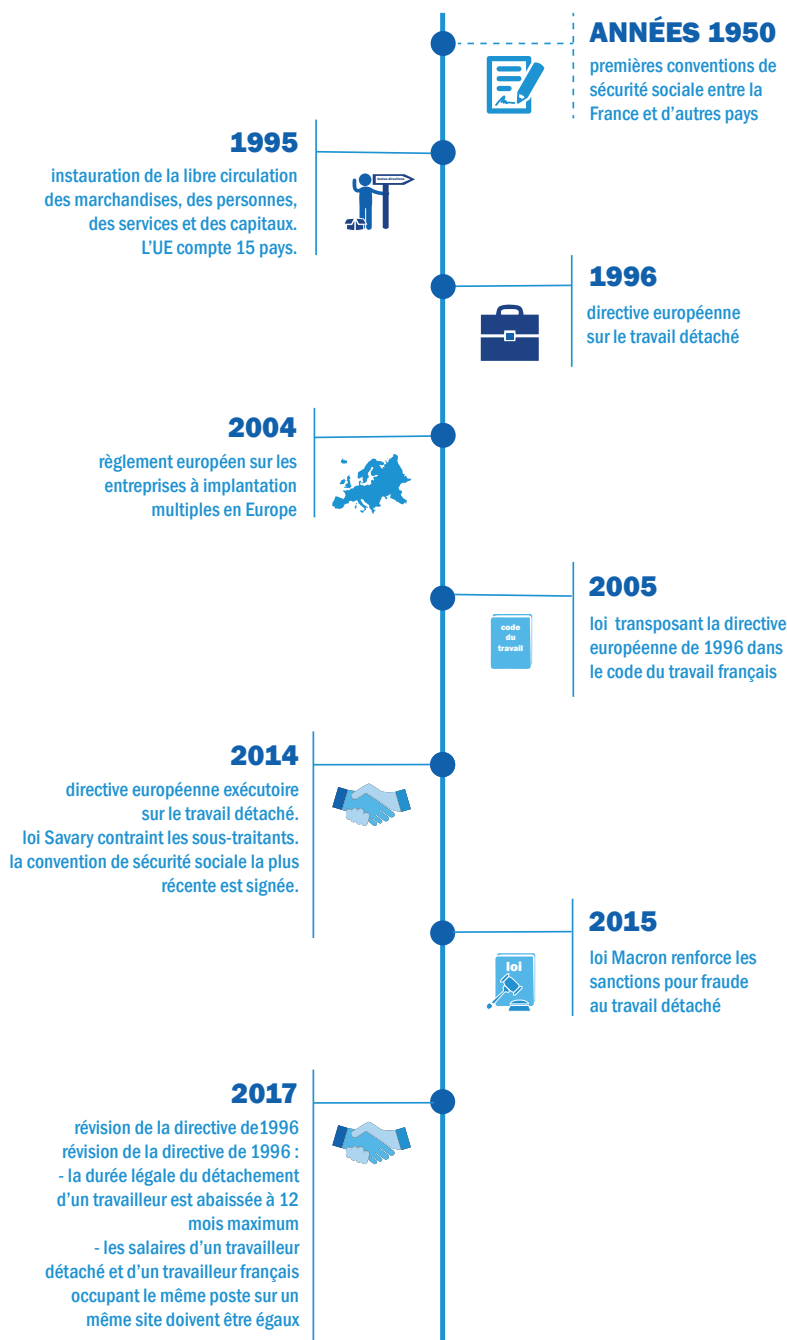 ANNÉES 1950
premières conventions de
sécurité sociale entre la
France et d'autres pays
1995
instauration de la libre circulation
des marchandises, des personnes,
des services et des capitaux.
L'UE compte 15 pays.
1996
directive européenne
sur le travail détaché
2004
règlement européen sur les
entreprises à implantation
multiples en Europe
2005
loi transposant la directive
européenne de 1996 dans
le code du travail français
code
du
travail
2014
directive européenne exécutoire
sur le travail détaché.
loi Savary contraint les sous-traitants.
la convention de sécurité sociale la plus
récente est signée.
2015
loi Macron renforce les
sanctions pour fraude
au travail détaché
loi
2017
révision de la directive de1996
révision de la directive de 1996 :
- la durée légale du détachement
d'un travailleur est abaissée à 12
mois maximum
- les salaires d'un travailleur
détaché et d'un travailleur français
occupant le même poste sur un
même site doivent être égaux